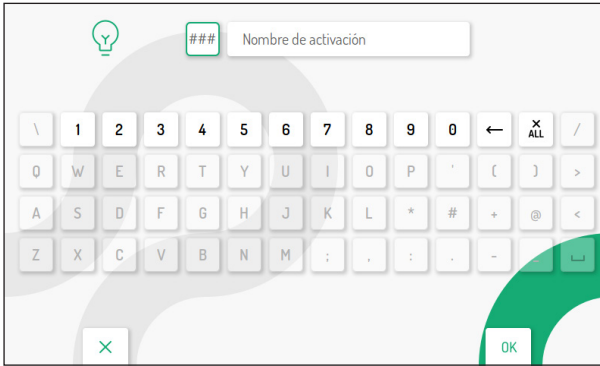 ### Nombre de activación
\ 1 2 3 4 5 6 7 8 9 0 ← × ALL /
Q W E R T Y U I O P ' ( ) >
A S D F G H J K L * # + @ <
Z X C V B N M ; , : . - _ ⌴
× OK